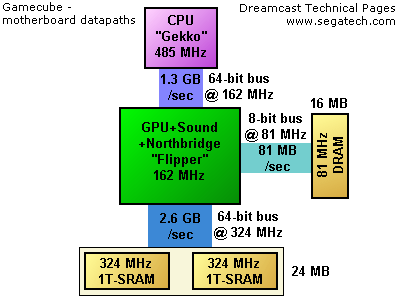 Gamecube -
motherboard datapaths
Dreamcast Technical Pages
www.segatech.com
CPU
"Gekko"
485 MHz
1.3 GB
/sec
64-bit bus
@ 162 MHz
GPU+Sound
+Northbridge
"Flipper"
162 MHz
8-bit bus
@ 81 MHz
81 MB
/sec
16 MB
81 MHz
DRAM
2.6 GB
/sec
64-bit bus
@ 324 MHz
324 MHz
1T-SRAM
324 MHz
1T-SRAM
24 MB